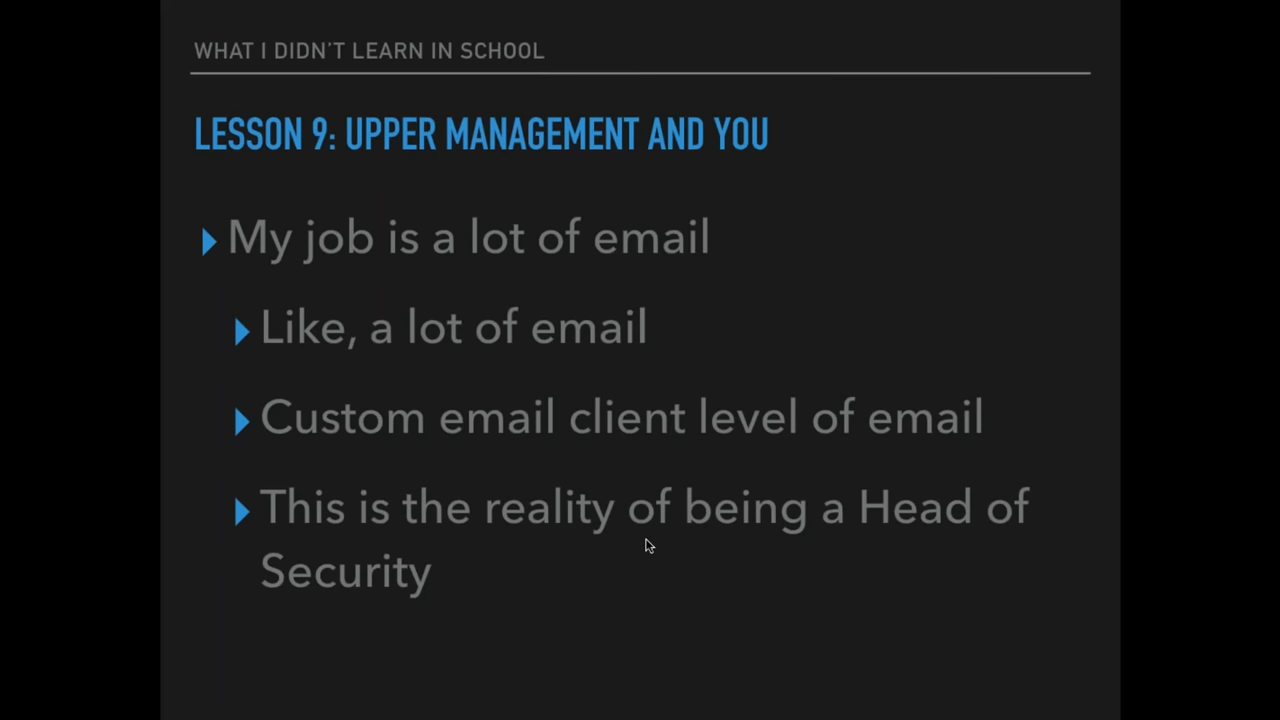 WHAT I DIDN'T LEARN IN SCHOOL
LESSON 9: UPPER MANAGEMENT AND YOU
My job is a lot of email
Like, a lot of email
Custom email client level of email
This is the reality of being a Head of
Security